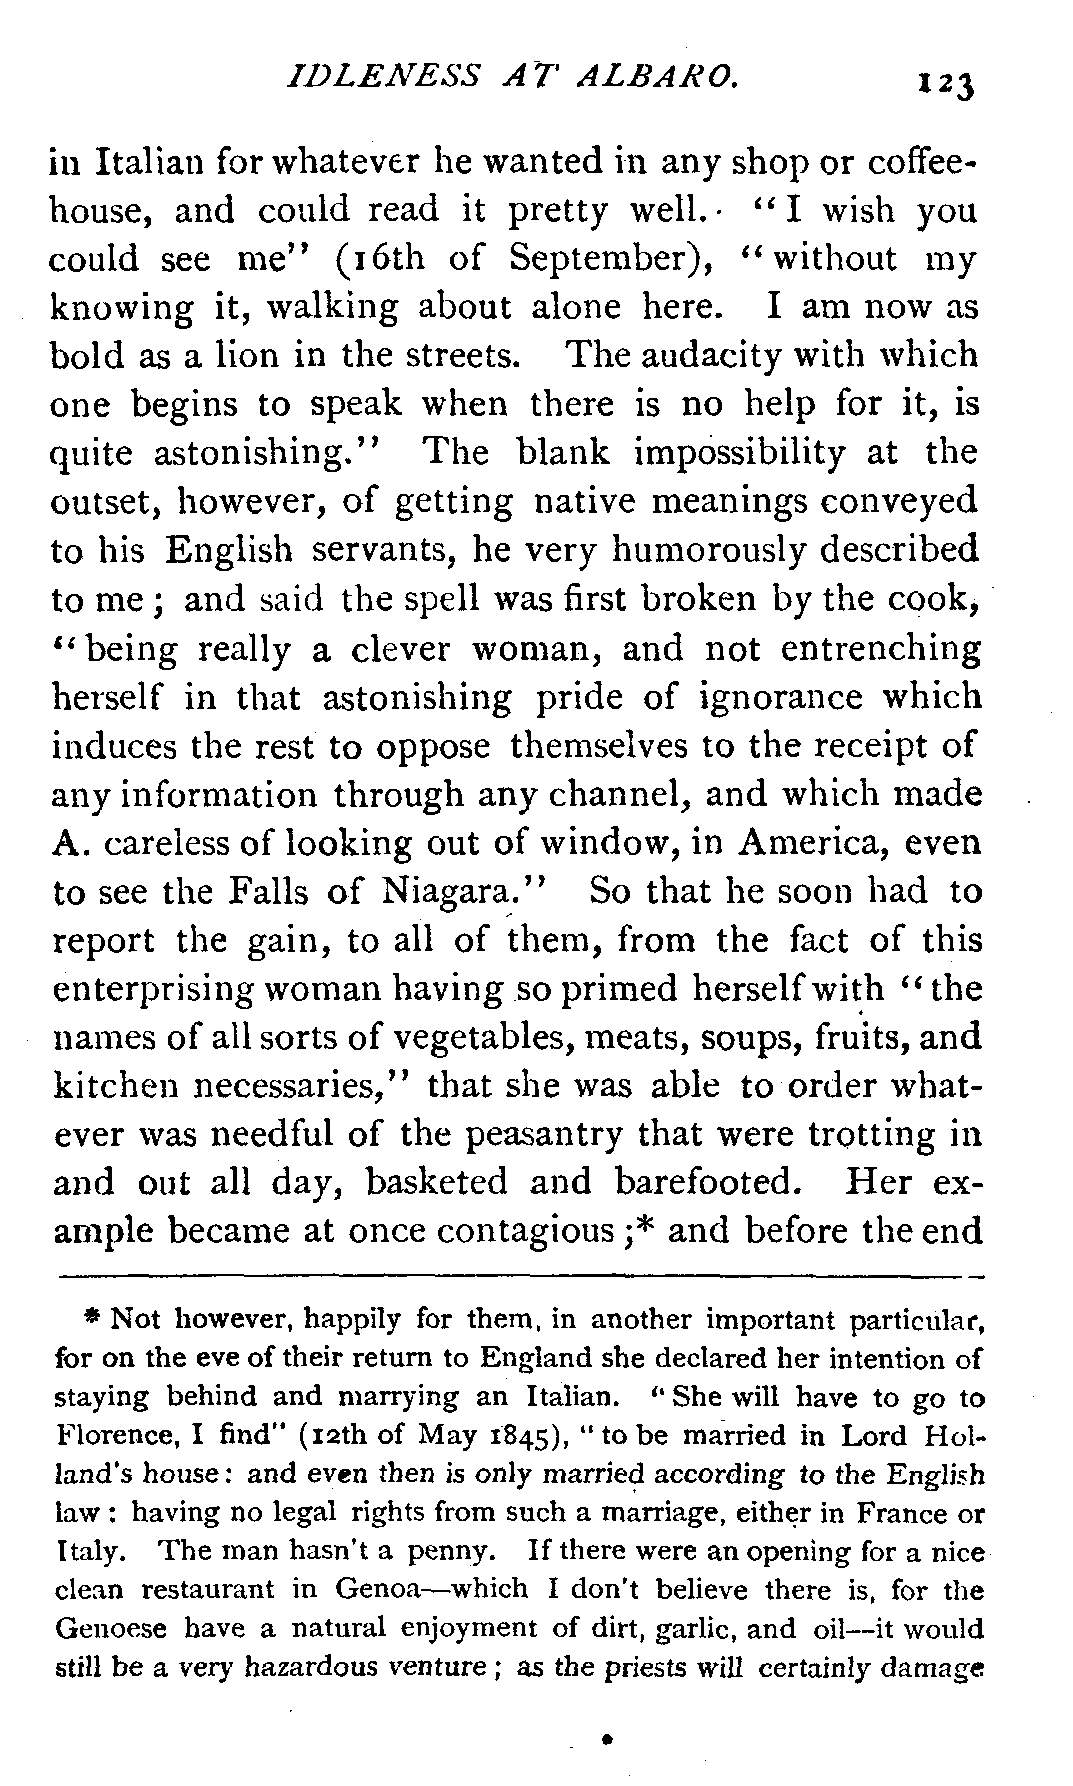 IDLENESS AT ALBARO. 123
in Italian for whatever he wanted in any shop or coffee-
house, and could read it pretty well. "I wish you
could see me" (16th of September), "without my
knowing it, walking about alone here. I am now as
bold as a lion in the streets. The audacity with which
one begins to speak when there is no help for it, is
quite astonishing." The blank impossibility at the
outset, however, of getting native meanings conveyed
to his English servants, he very humorously described
to me; and said the spell was first broken by the cook,
"being really a clever woman, and not entrenching
herself in that astonishing pride of ignorance which
induces the rest to oppose themselves to the receipt of
any information through any channel, and which made
A. careless of looking out of window, in America, even
to see the Falls of Niagara." So that he soon had to
report the gain, to all of them, from the fact of this
enterprising woman having so primed herself with "the
names of all sorts of vegetables, meats, soups, fruits, and
kitchen necessaries," that she was able to order what-
ever was needful of the peasantry that were trotting in
and out all day, basketed and barefooted. Her ex-
ample became at once contagious;* and before the end
* Not however, happily for them, in another important particular,
for on the eve of their return to England she declared her intention of
staying behind and marrying an Italian. "She will have to go to
Florence, I find" (12th of May 1845), "to be married in Lord Hol-
land's house: and even then is only married according to the English
law: having no legal rights from such a marriage, either in France or
Italy. The man hasn't a penny. If there were an opening for a nice
clean restaurant in Genoa—which I don't believe there is, for the
Genoese have a natural enjoyment of dirt, garlic, and oil—it would
still be a very hazardous venture; as the priests will certainly damage